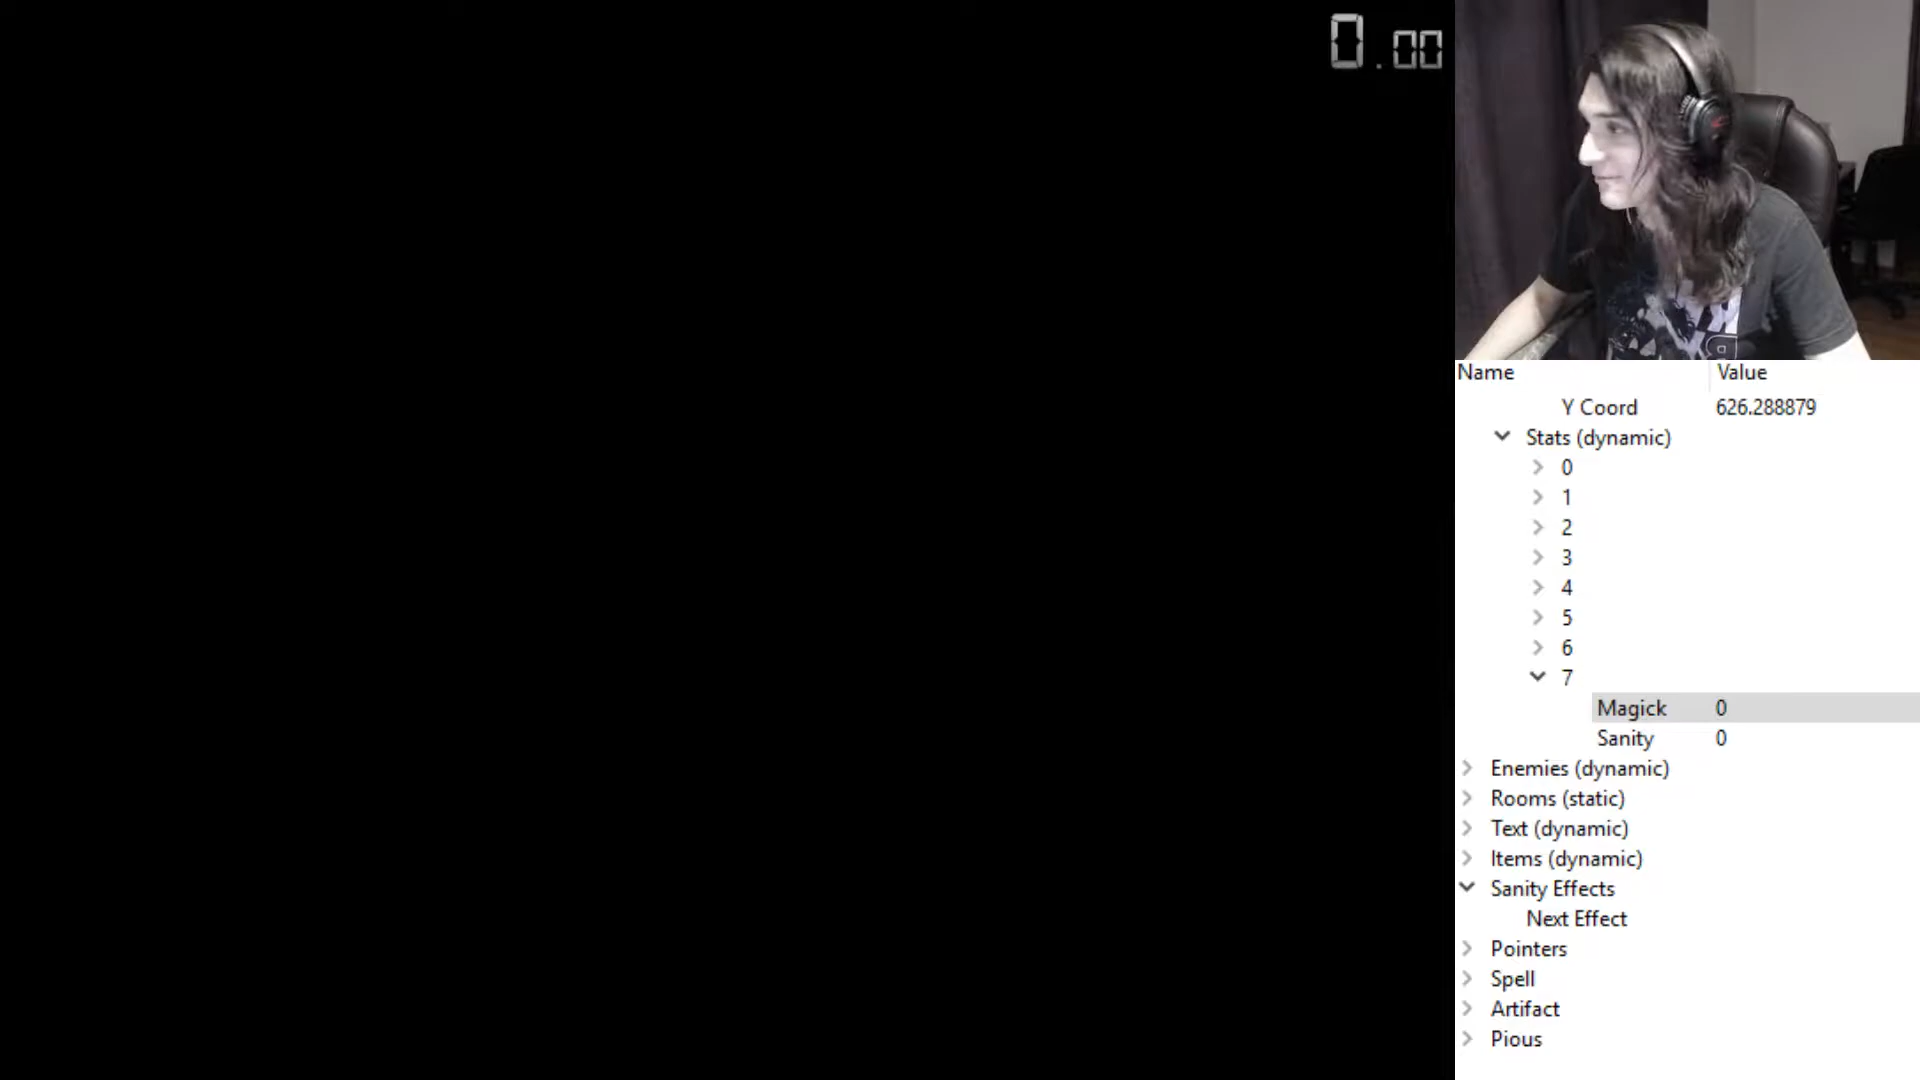 0.00
Name Value
Y Coord 626.288879
Stats (dynamic)
0
1
2
3
4
5
6
7
Magick 0
Sanity 0
Enemies (dynamic)
Rooms (static)
Text (dynamic)
Items (dynamic)
Sanity Effects
Next Effect
Pointers
Spell
Artifact
Pious